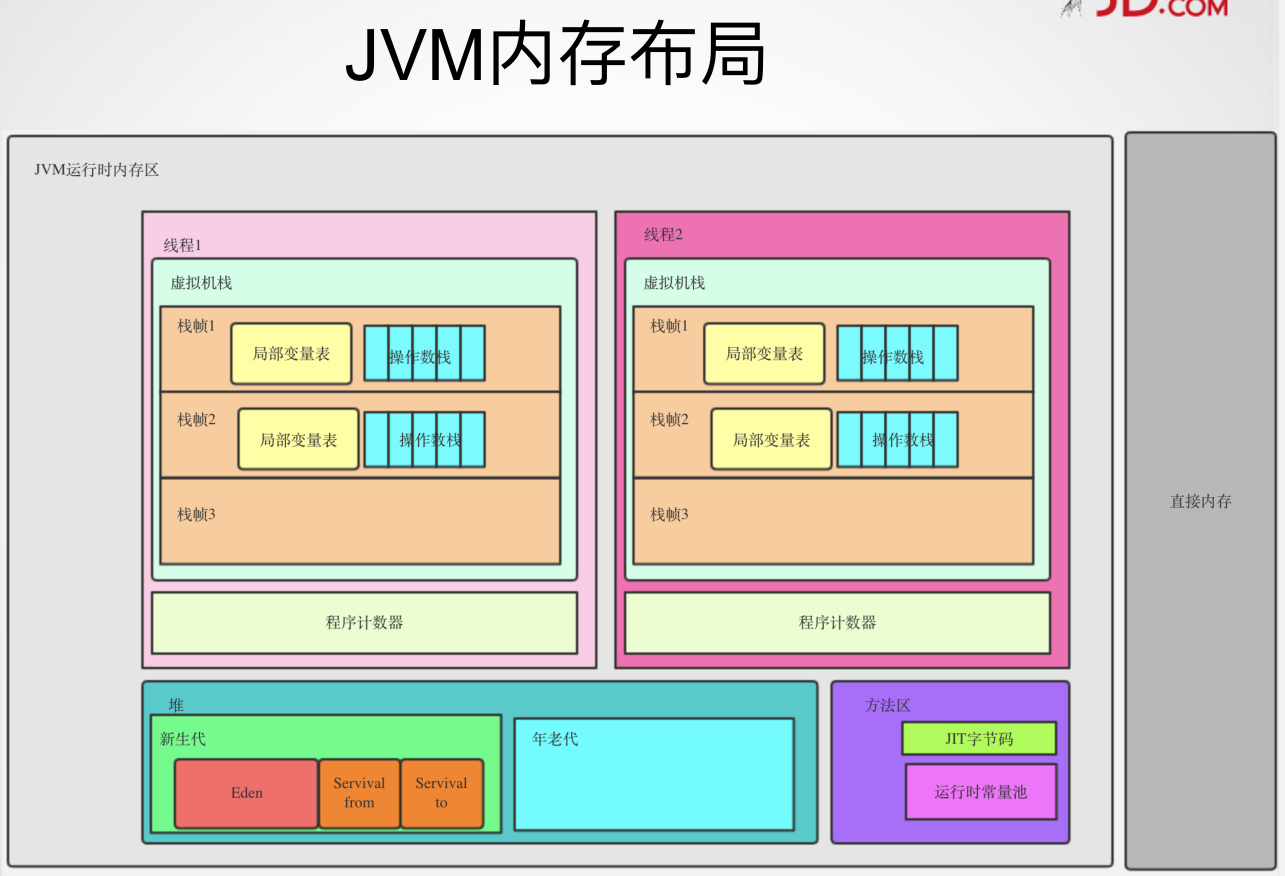 JD.COM
JVM内存布局
JVM运行时内存区
线程1
虚拟机栈
栈帧1
局部变量表
操作数栈
栈帧2
局部变量表
操作数栈
栈帧3
程序计数器
线程2
虚拟机栈
栈帧1
局部变量表
操作数栈
栈帧2
局部变量表
操作数栈
栈帧3
程序计数器
堆
新生代
Eden
Servival
from
Servival
to
年老代
方法区
JIT字节码
运行时常量池
直接内存